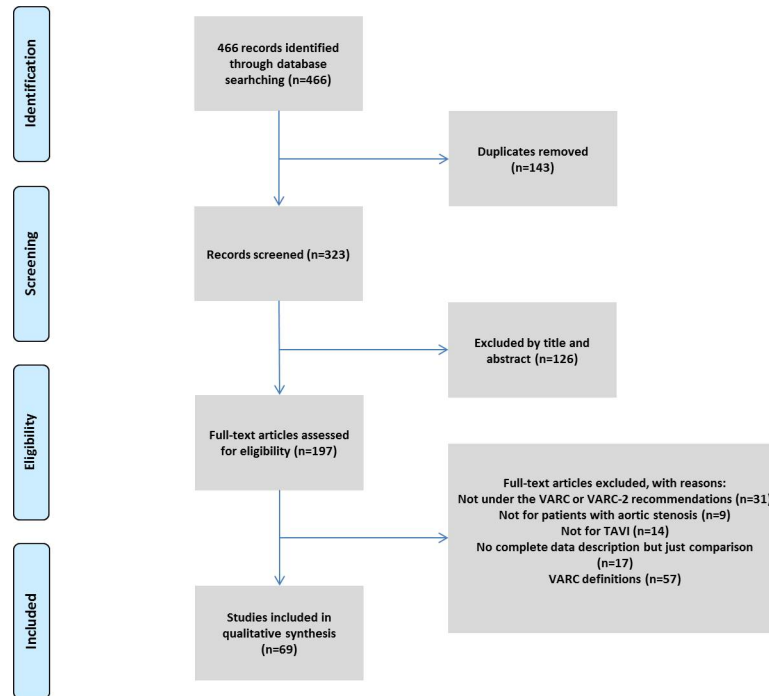 Identification
466 records identified
through database
searhching (n=466)
Duplicates removed
(n=143)
Screening
Records screened (n=323)
Excluded by title and
abstract (n=126)
Eligibility
Full-text articles assessed
for eligibility (n=197)
Full-text articles excluded, with reasons:
Not under the VARC or VARC-2 recommendations (n=31)
Not for patients with aortic stenosis (n=9)
Not for TAVI (n=14)
No complete data description but just comparison
(n=17)
VARC definitions (n=57)
Included
Studies included in
qualitative synthesis
(n=69)